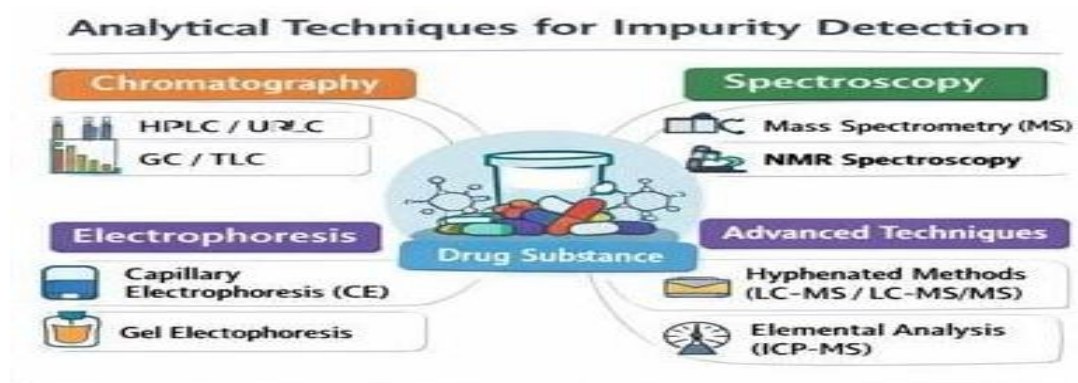 Analytical Techniques for Impurity Detection
Chromatography
HPLC /
GC / TLC
Spectroscopy
Mass Spectrometry (MS)
NMR Spectroscopy
Electrophoresis
Capillary
Electrophoresis (CE)
Gel Electophoresis
Drug Substance
Advanced Techniques
Hyphenated Methods
(LC-MS / LC-MS/MS)
Elemental Analysis
(ICP-MS)